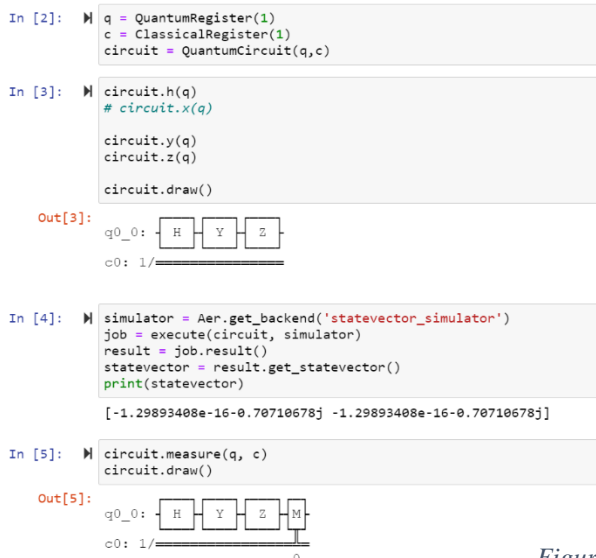 In [2]: q = QuantumRegister(1)
c = ClassicalRegister(1)
circuit = QuantumCircuit(q,c)
In [3]: circuit.h(q)
# circuit.x(q)
circuit.y(q)
circuit.z(q)
circuit.draw()
Out[3]:
q0_0: H Y Z
c0: 1/
In [4]: simulator = Aer.get_backend('statevector_simulator')
job = execute(circuit, simulator)
result = job.result()
statevector = result.get_statevector()
print(statevector)
[-1.29893408e-16-0.70710678j -1.29893408e-16-0.70710678j]
In [5]: circuit.measure(q, c)
circuit.draw()
Out[5]:
q0_0: H Y Z M
c0: 1/
0